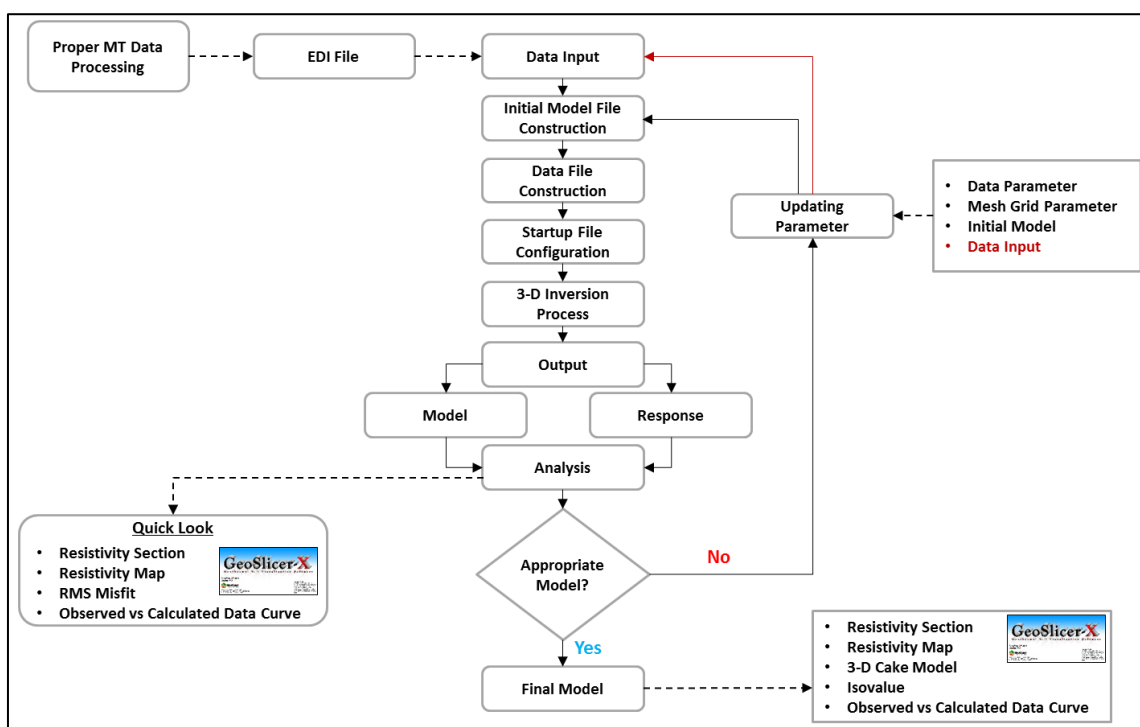 Proper MT Data
Processing
EDI File
Data Input
Initial Model File
Construction
Data File
Construction
Startup File
Configuration
3-D Inversion
Process
Output
Model
Response
Analysis
Appropriate
Model?
No
Yes
Final Model
Updating
Parameter
• Data Parameter
• Mesh Grid Parameter
• Initial Model
• Data Input
Quick Look
• Resistivity Section
• Resistivity Map
• RMS Misfit
• Observed vs Calculated Data Curve
GeoSlicer-X
• Resistivity Section
• Resistivity Map
• 3-D Cake Model
• Isovalue
• Observed vs Calculated Data Curve
GeoSlicer-X